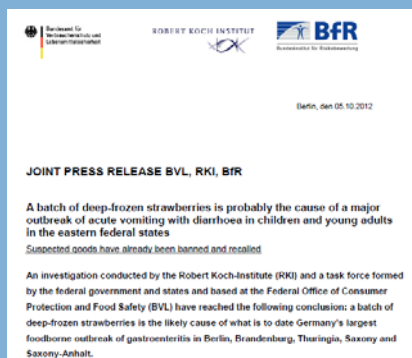 Bundesamt für
Verbraucherschutz und
Lebensmittelsicherheit
ROBERT KOCH INSTITUT
BfR
Bundesinstitut für Risikobewertung
Berlin, den 05.10.2012
JOINT PRESS RELEASE BVL, RKI, BfR
A batch of deep-frozen strawberries is probably the cause of a major
outbreak of acute vomiting with diarrhoea in children and young adults
in the eastern federal states
Suspected goods have already been banned and recalled
An investigation conducted by the Robert Koch-Institute (RKI) and a task force formed
by the federal government and states and based at the Federal Office of Consumer
Protection and Food Safety (BVL) have reached the following conclusion: a batch of
deep-frozen strawberries is the likely cause of what is to date Germany's largest
foodborne outbreak of gastroenteritis in Berlin, Brandenburg, Thuringia, Saxony and
Saxony-Anhalt.